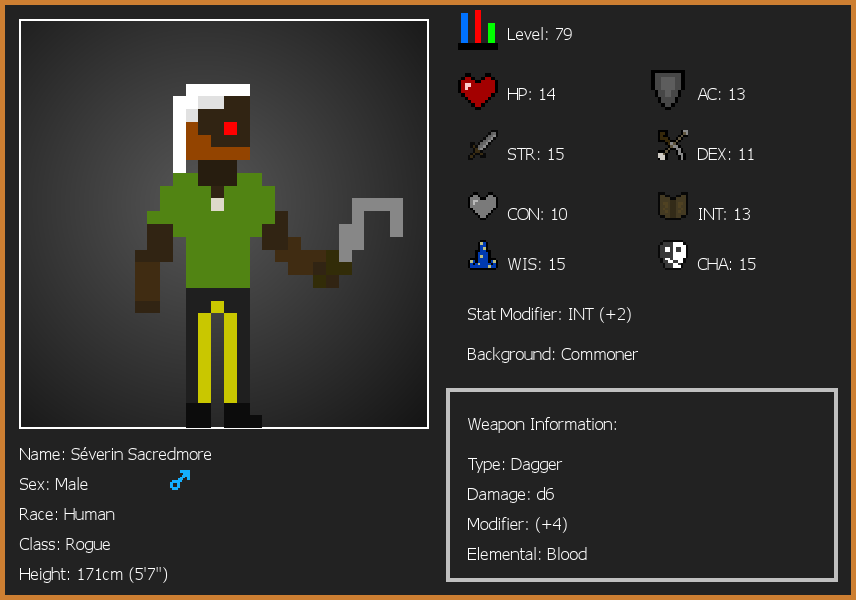 Level: 79
HP: 14
AC: 13
STR: 15
DEX: 11
CON: 10
INT: 13
WIS: 15
CHA: 15
Stat Modifier: INT (+2)
Background: Commoner
Weapon Information:
Type: Dagger
Damage: d6
Modifier: (+4)
Elemental: Blood
Name: Séverin Sacredmore
Sex: Male
Race: Human
Class: Rogue
Height: 171cm (5'7")